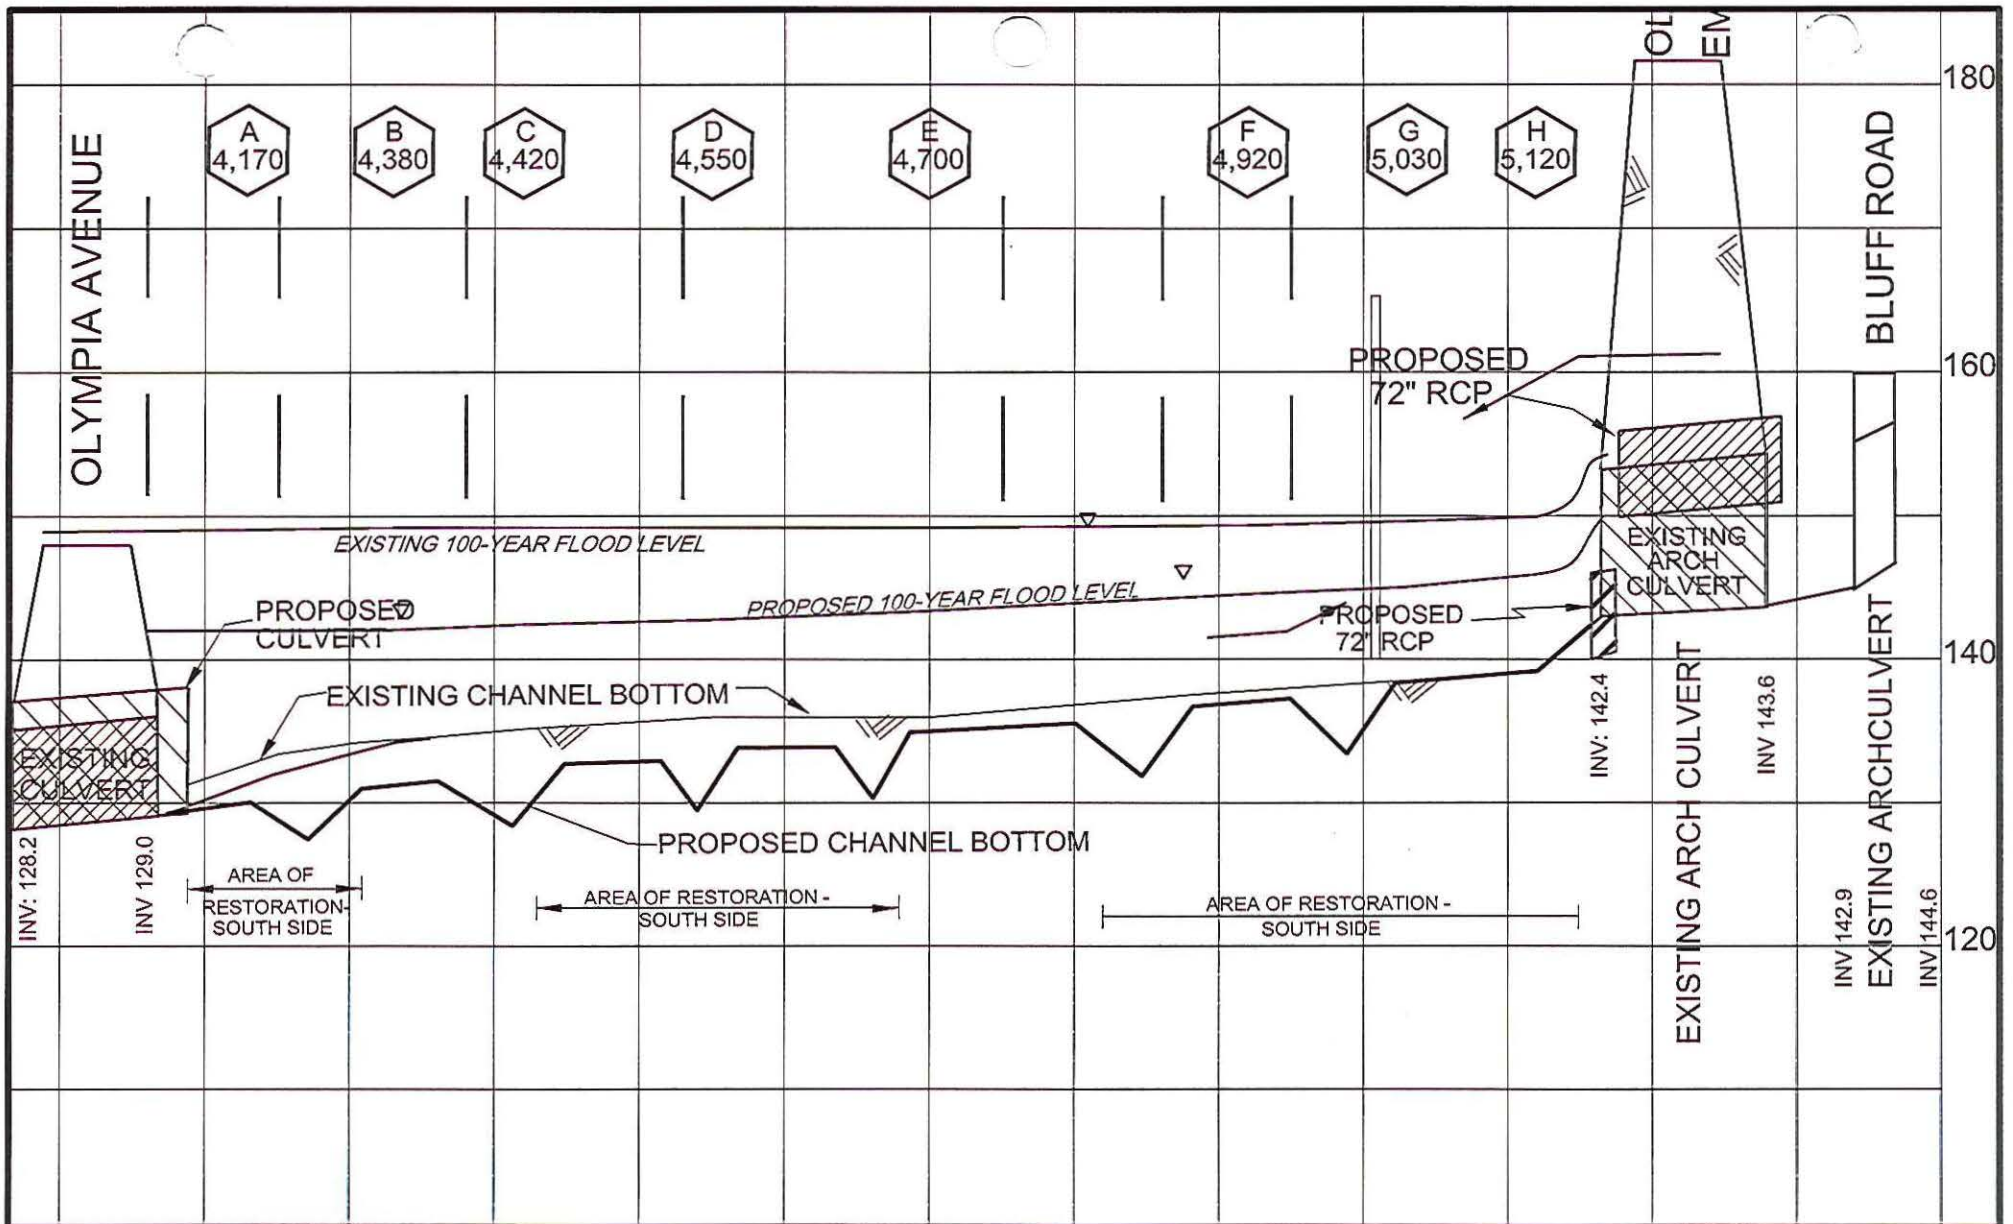 OL
EM
180
OLYMPIA AVENUE
A
4,170
B
4,380
C
4,420
D
4,550
E
4,700
F
4,920
G
5,030
H
5,120
BLUFF ROAD
160
PROPOSED
72" RCP
EXISTING 100-YEAR FLOOD LEVEL
EXISTING
ARCH
CULVERT
PROPOSED 100-YEAR FLOOD LEVEL
PROPOSED
CULVERT
PROPOSED
72" RCP
140
EXISTING CHANNEL BOTTOM
EXISTING
CULVERT
PROPOSED CHANNEL BOTTOM
INV: 128.2
INV 129.0
AREA OF
RESTORATION-
SOUTH SIDE
AREA OF RESTORATION -
SOUTH SIDE
AREA OF RESTORATION -
SOUTH SIDE
INV: 142.4
EXISTING ARCH CULVERT
INV 143.6
INV 142.9
EXISTING ARCHCULVERT
INV 144.6
120